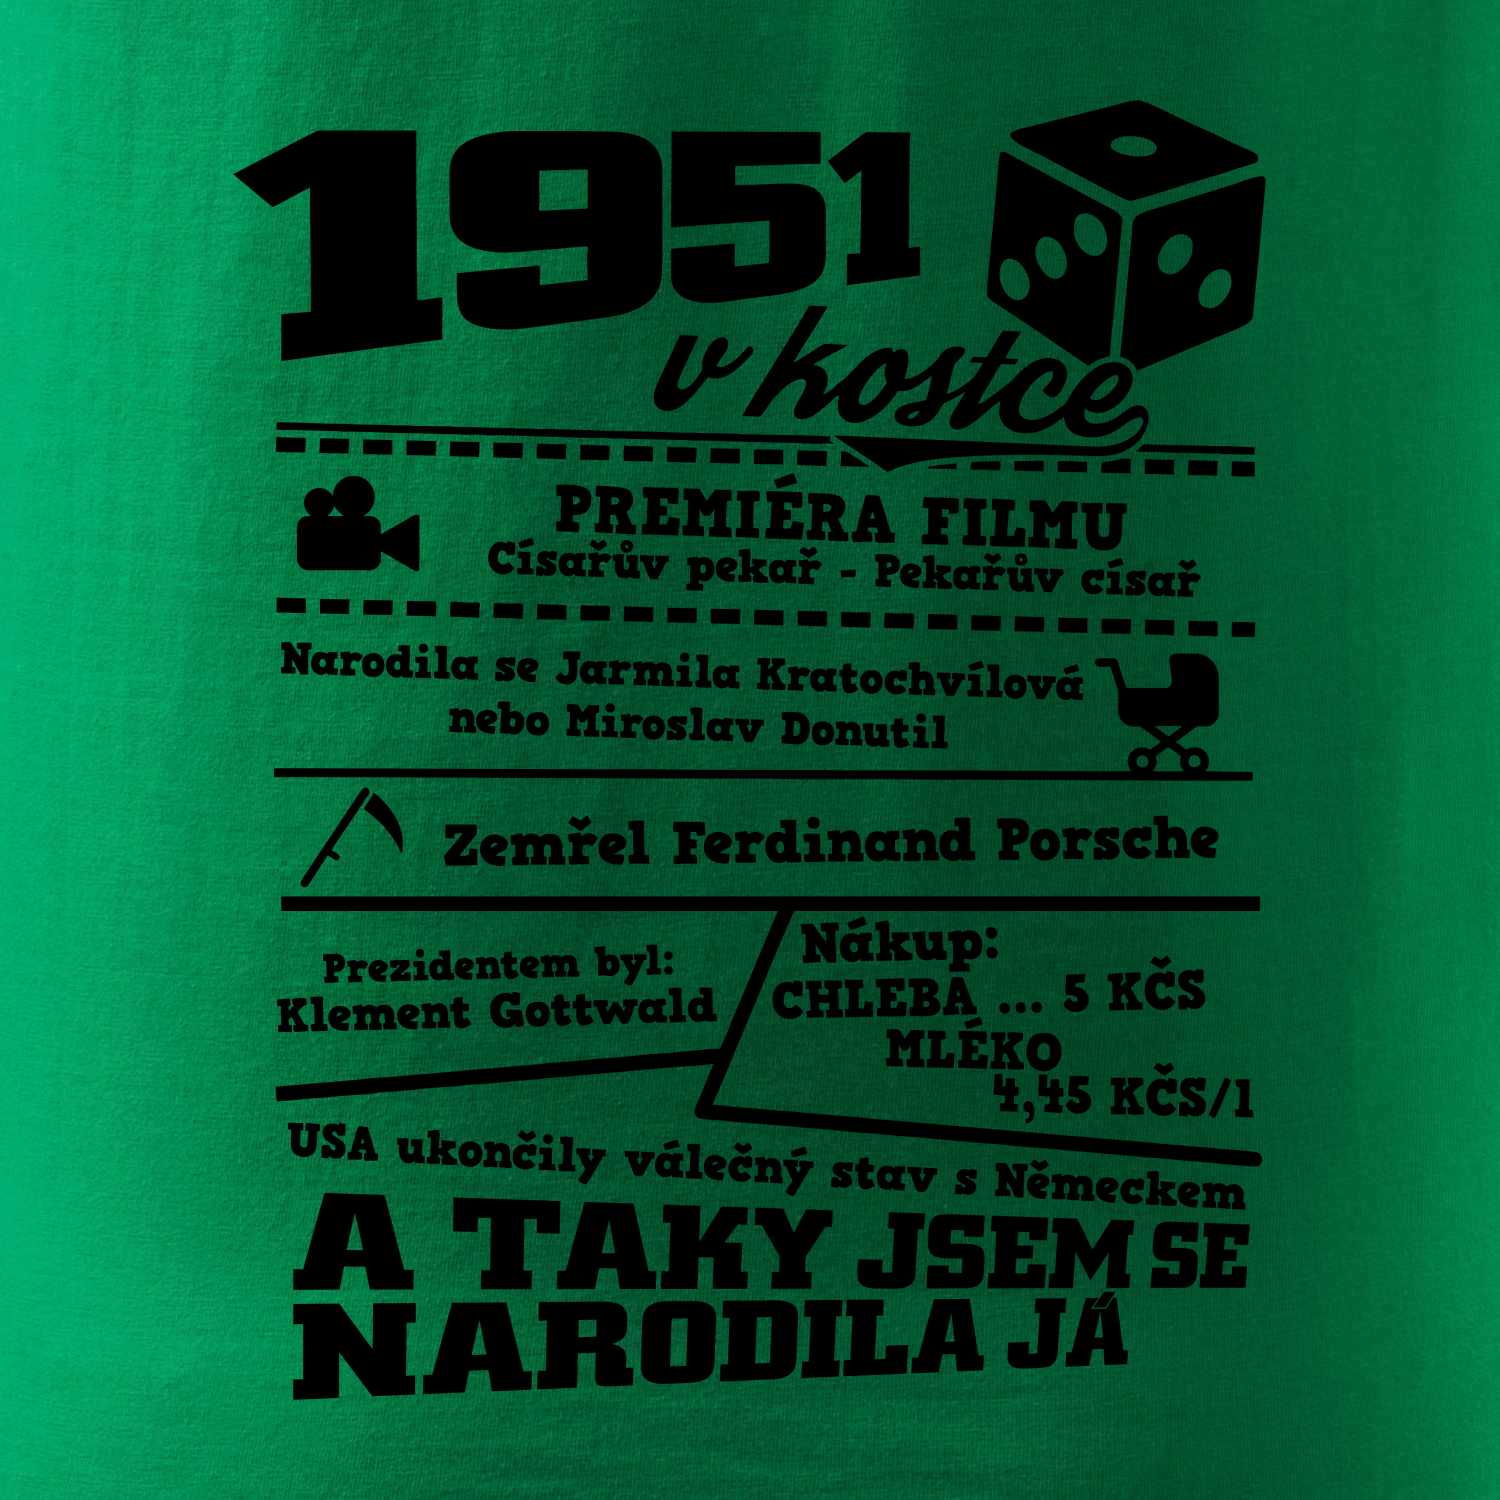 1951
v kostce
PREMIÉRA FILMU
Císařův pekař - Pekařův císař
Narodila se Jarmila Kratochvílová
nebo Miroslav Donutil
Zemřel Ferdinand Porsche
Prezidentem byl:
Klement Gottwald
Nákup:
CHLEBA ... 5 KČS
MLÉKO
4,45 KČS/l
USA ukončily válečný stav s Německem
A TAKY JSEM SE
NARODILA JÁ